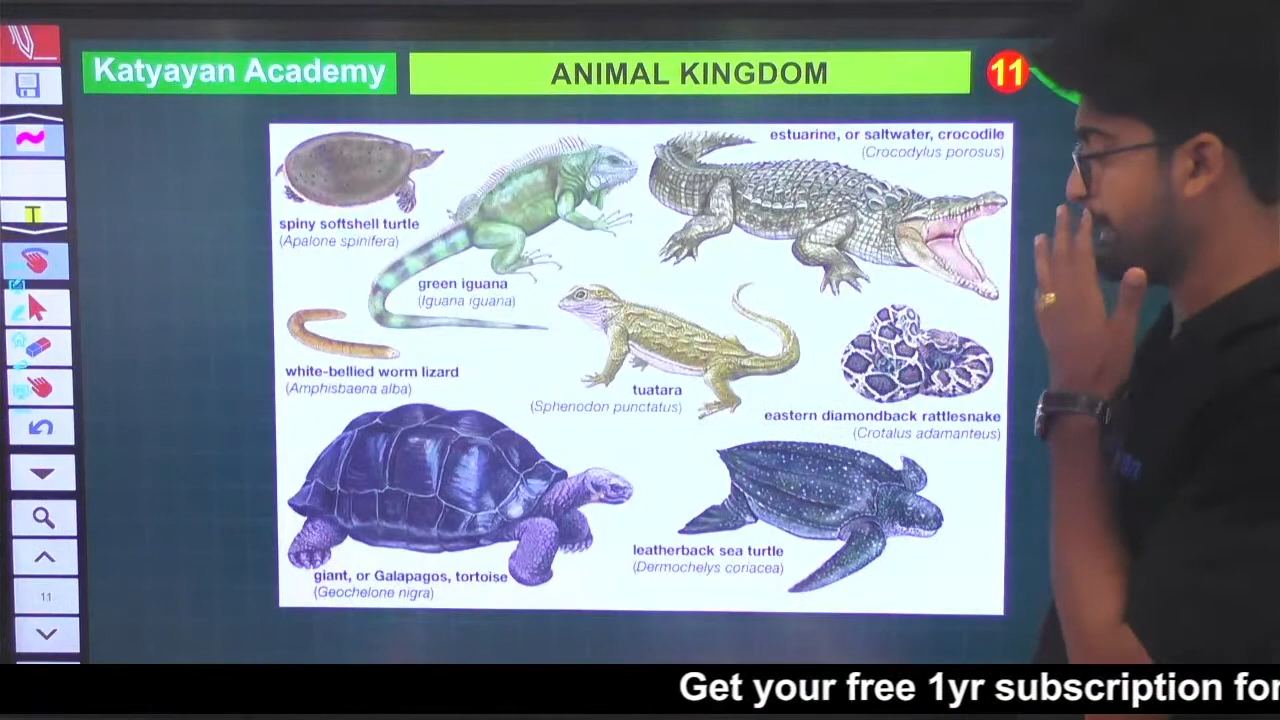 Katyayan Academy
ANIMAL KINGDOM
11
estuarine, or saltwater, crocodile
(Crocodylus porosus)
spiny softshell turtle
(Apalone spinifera)
green iguana
(Iguana iguana)
white-bellied worm lizard
(Amphisbaena alba)
tuatara
(Sphenodon punctatus)
eastern diamondback rattlesnake
(Crotalus adamanteus)
leatherback sea turtle
(Dermochelys coriacea)
giant, or Galapagos, tortoise
(Geochelone nigra)
T
11
Get your free 1yr subscription for